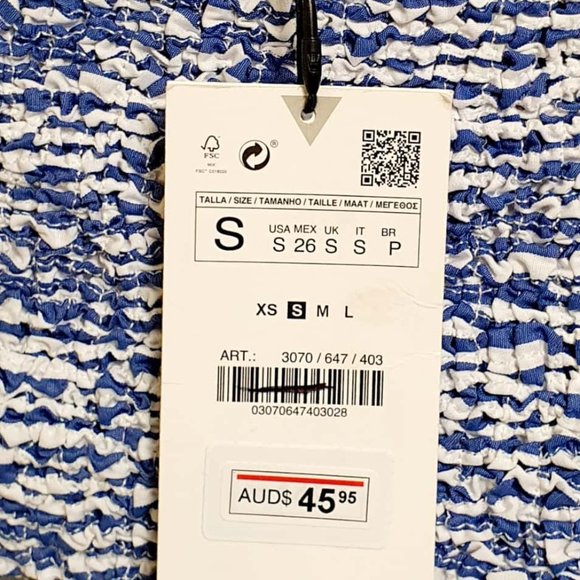 FSC
®
TALLA / SIZE / TAMANHO / TAILLE / MAAT / ΜΕΓΕΘΟΣ
S
USA MEX UK IT BR
S 26 S S P
XS S M L
ART.: 3070 / 647 / 403
03070647403028
AUD$ 45.95